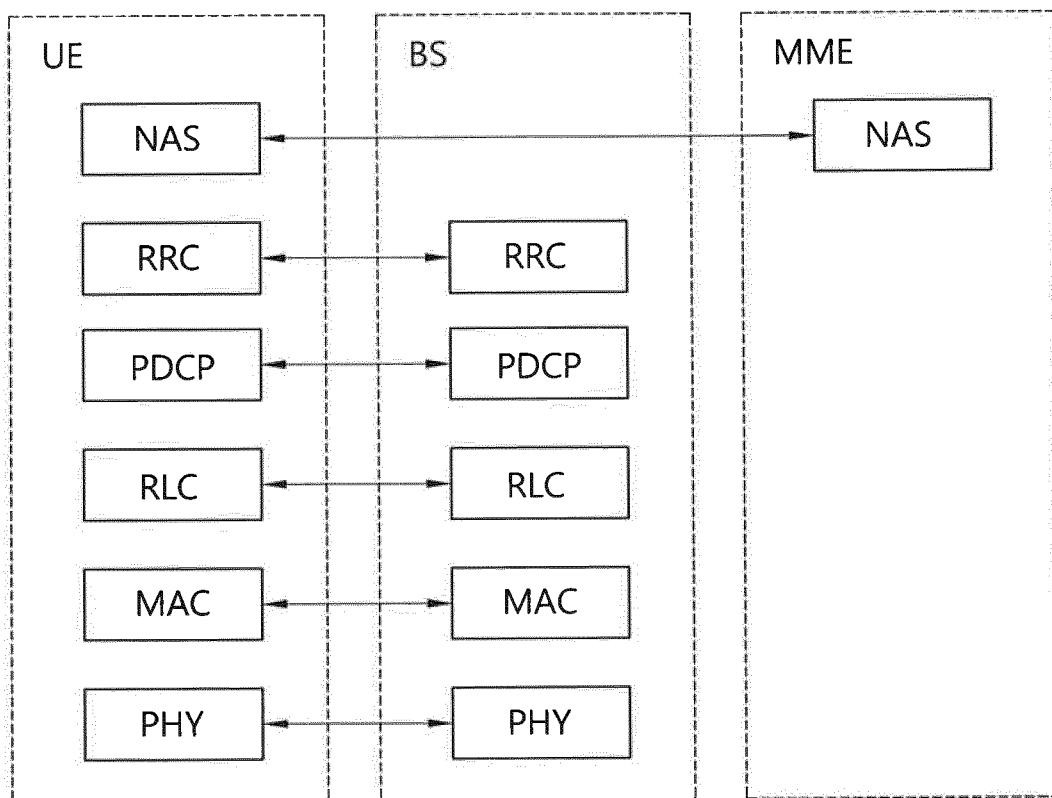 UE
BS
MME
NAS
NAS
RRC
RRC
PDCP
PDCP
RLC
RLC
MAC
MAC
PHY
PHY